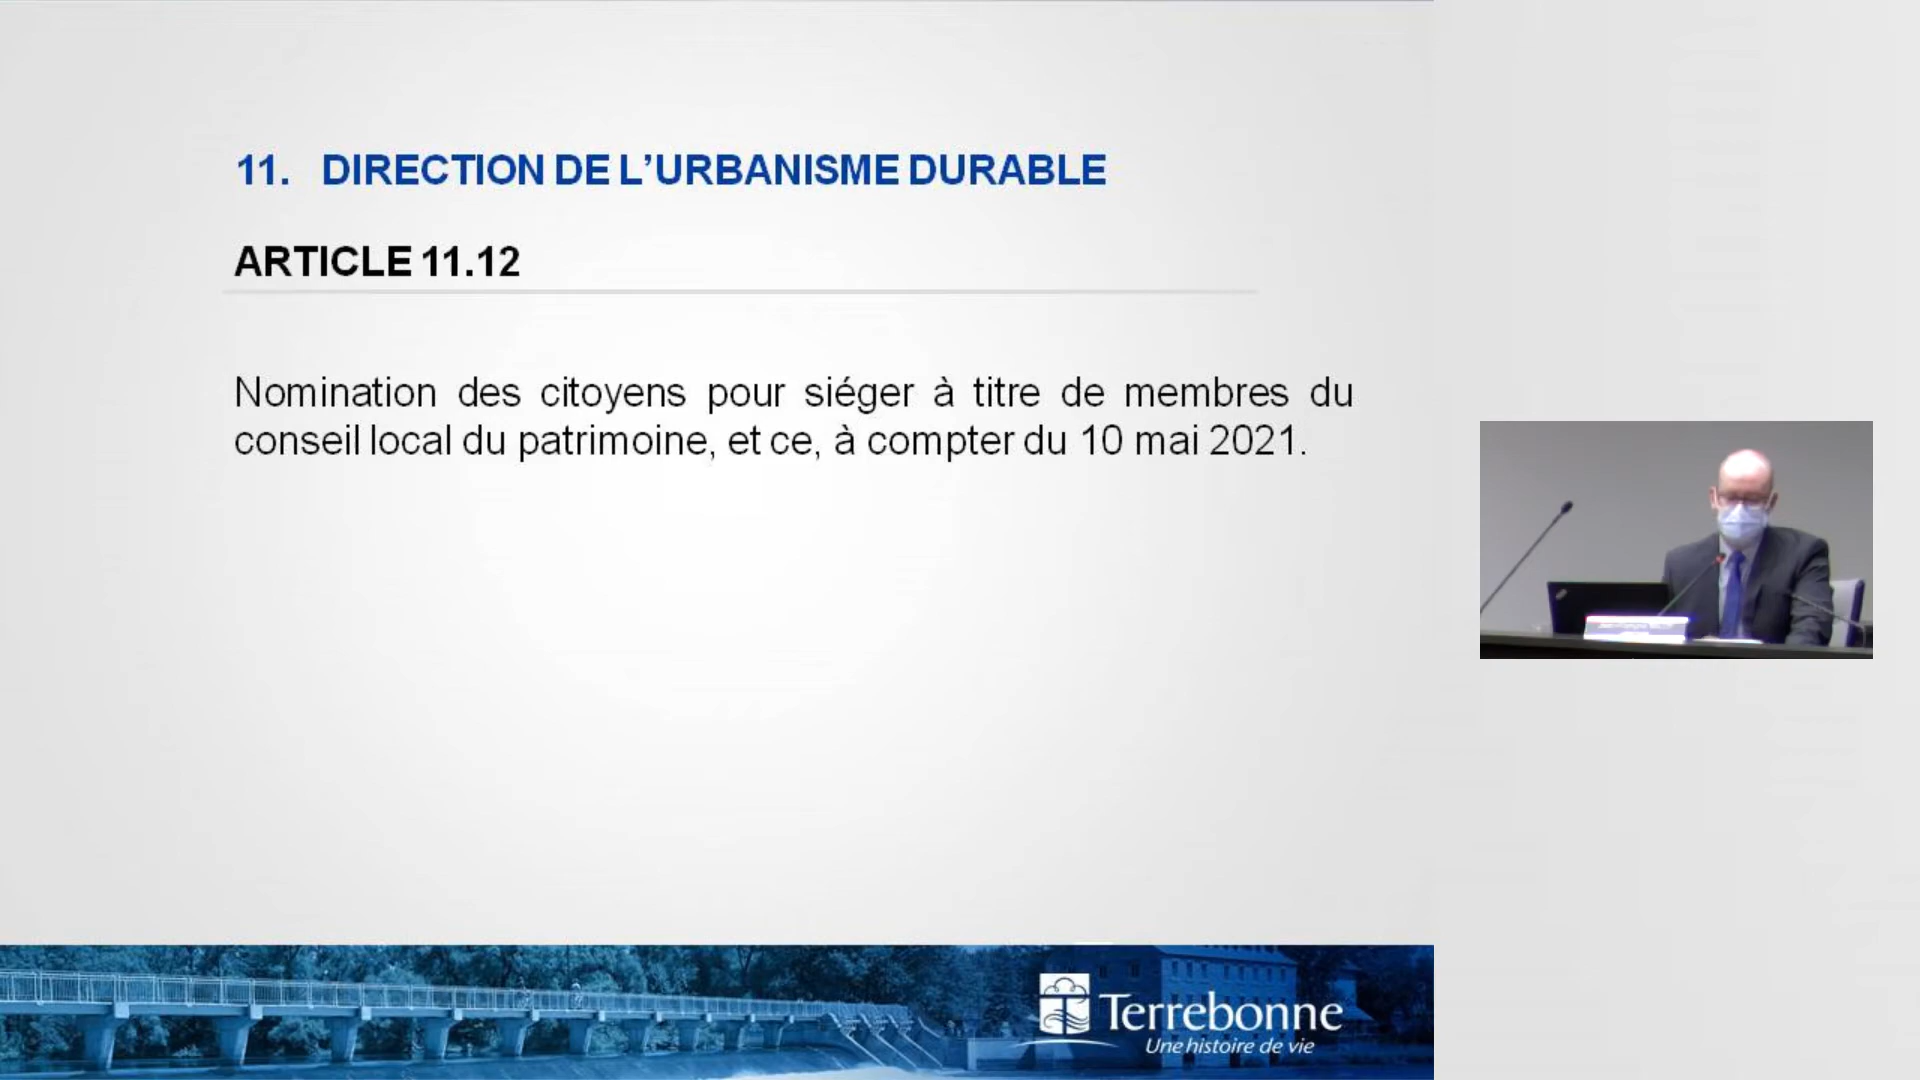 11. DIRECTION DE L’URBANISME DURABLE
ARTICLE 11.12
Nomination des citoyens pour siéger à titre de membres du
conseil local du patrimoine, et ce, à compter du 10 mai 2021.
Terrebonne
Une histoire de vie